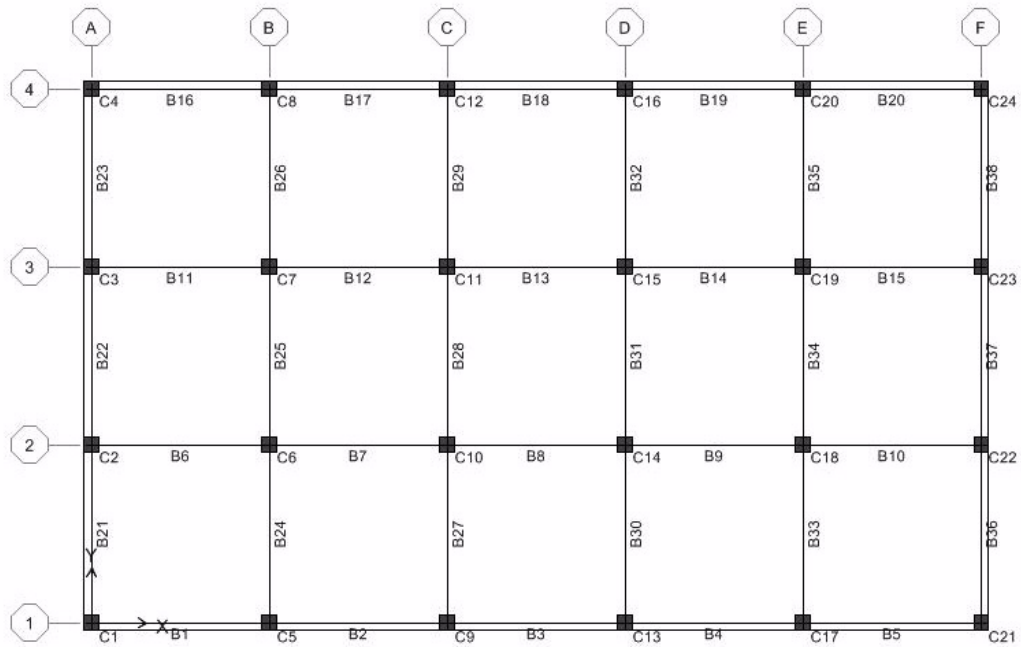 A B C D E F
4
C4 B16 C8 B17 C12 B18 C16 B19 C20 B20 C24
B23 B26 B29 B32 B35 B38
3
C3 B11 C7 B12 C11 B13 C15 B14 C19 B15 C23
B22 B25 B28 B31 B34 B37
2
C2 B6 C6 B7 C10 B8 C14 B9 C18 B10 C22
B21 B24 B27 B30 B33 B36
Y
1 X
C1 B1 C5 B2 C9 B3 C13 B4 C17 B5 C21